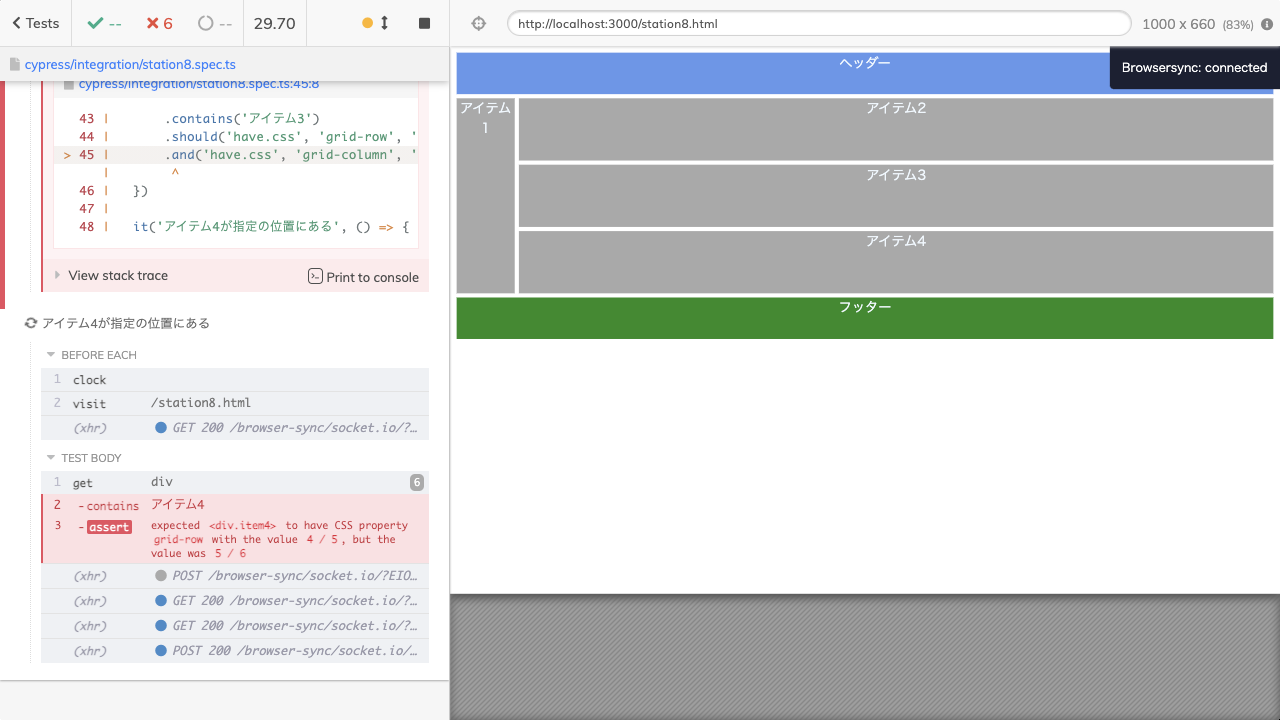 Tests
--
6
--
29.70
http://localhost:3000/station8.html
1000 x 660 (83%)
cypress/integration/station8.spec.ts
cypress/integration/station8.spec.ts:45:8
43 | .contains('アイテム3')
44 | .should('have.css', 'grid-row', '
> 45 | .and('have.css', 'grid-column', '
| ^
46 | })
47 |
48 | it('アイテム4が指定の位置にある', () => {
View stack trace
Print to console
アイテム4が指定の位置にある
BEFORE EACH
1 clock
2 visit /station8.html
(xhr) GET 200 /browser-sync/socket.io/?…
TEST BODY
1 get div 6
2 -contains アイテム4
3 -assert expected <div.item4> to have CSS property
grid-row with the value 4 / 5, but the
value was 5 / 6
(xhr) POST /browser-sync/socket.io/?EIO…
(xhr) GET 200 /browser-sync/socket.io/?…
(xhr) GET 200 /browser-sync/socket.io/?…
(xhr) POST 200 /browser-sync/socket.io/…
ヘッダー
Browsersync: connected
アイテム
1
アイテム2
アイテム3
アイテム4
フッター